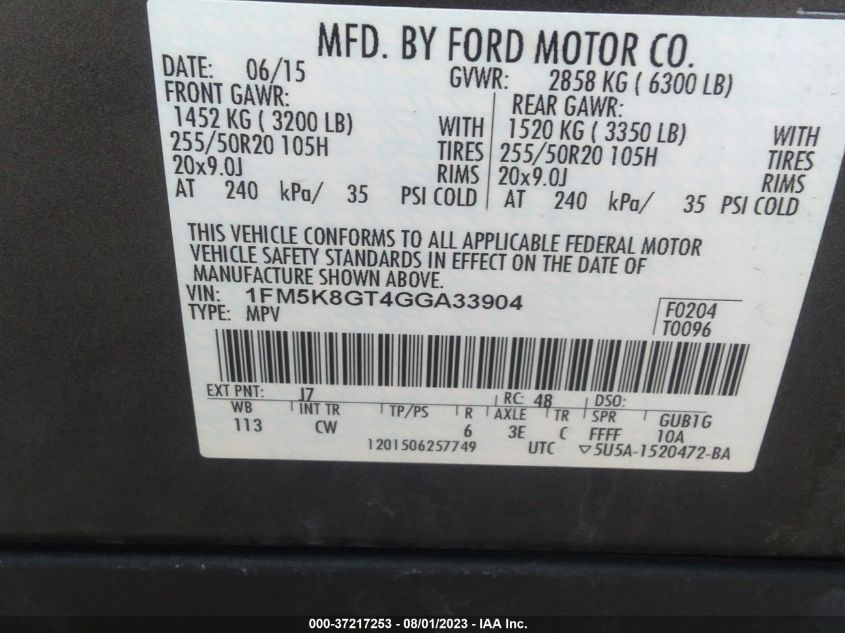 MFD. BY FORD MOTOR CO.
DATE: 06/15 GVWR: 2858 KG ( 6300 LB)
FRONT GAWR: REAR GAWR:
1452 KG ( 3200 LB) WITH 1520 KG ( 3350 LB) WITH
255/50R20 105H TIRES 255/50R20 105H TIRES
20x9.0J RIMS 20x9.0J RIMS
AT 240 kPa/ 35 PSI COLD AT 240 kPa/ 35 PSI COLD
THIS VEHICLE CONFORMS TO ALL APPLICABLE FEDERAL MOTOR
VEHICLE SAFETY STANDARDS IN EFFECT ON THE DATE OF
MANUFACTURE SHOWN ABOVE.
VIN: 1FM5K8GT4GGA33904 F0204
TYPE: MPV T0096
EXT PNT: J7 RC: 48 DSO:
WB INT TR TP/PS R AXLE TR SPR GUB1G
113 CW 6 3E C FFFF 10A
1201506257749 UTC ▽5U5A-1520472-BA
000-37217253 - 08/01/2023 - IAA Inc.